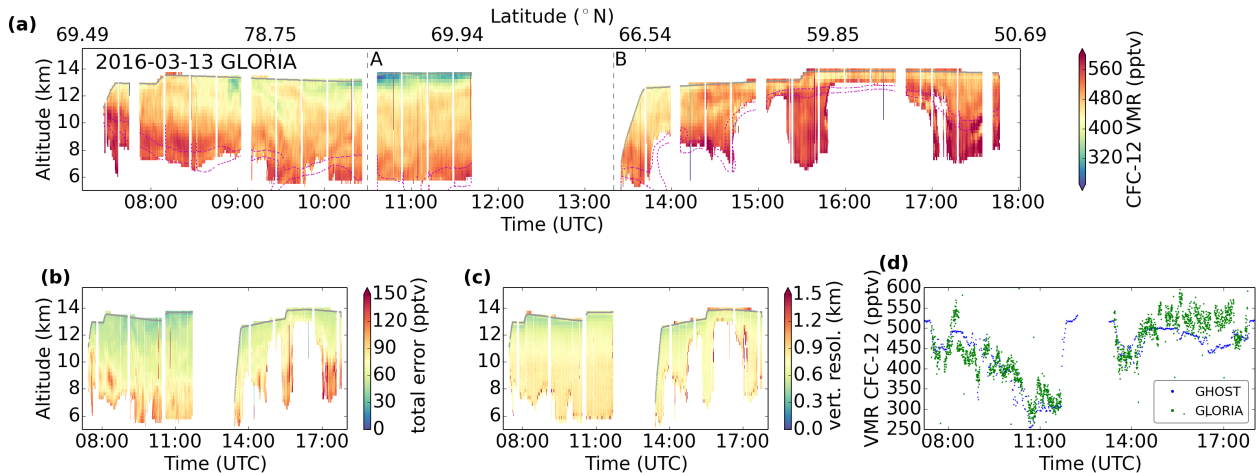 Latitude (°N)
(a)
69.49 78.75 69.94 66.54 59.85 50.69
2016-03-13 GLORIA
A
B
Altitude (km)
14
12
10
8
6
08:00 09:00 10:00 11:00 12:00 13:00 14:00 15:00 16:00 17:00 18:00
Time (UTC)
560
480
400
320
CFC-12 VMR (pptv)
(b)
Altitude (km)
14
12
10
8
6
08:00 11:00 14:00 17:00
Time (UTC)
150
120
90
60
30
0
total error (pptv)
(c)
14
12
10
8
6
08:00 11:00 14:00 17:00
Time (UTC)
1.5
1.2
0.9
0.6
0.3
0.0
vert. resol. (km)
(d)
VMR CFC-12 (pptv)
600
550
500
450
400
350
300
250
GHOST
GLORIA
08:00 11:00 14:00 17:00
Time (UTC)